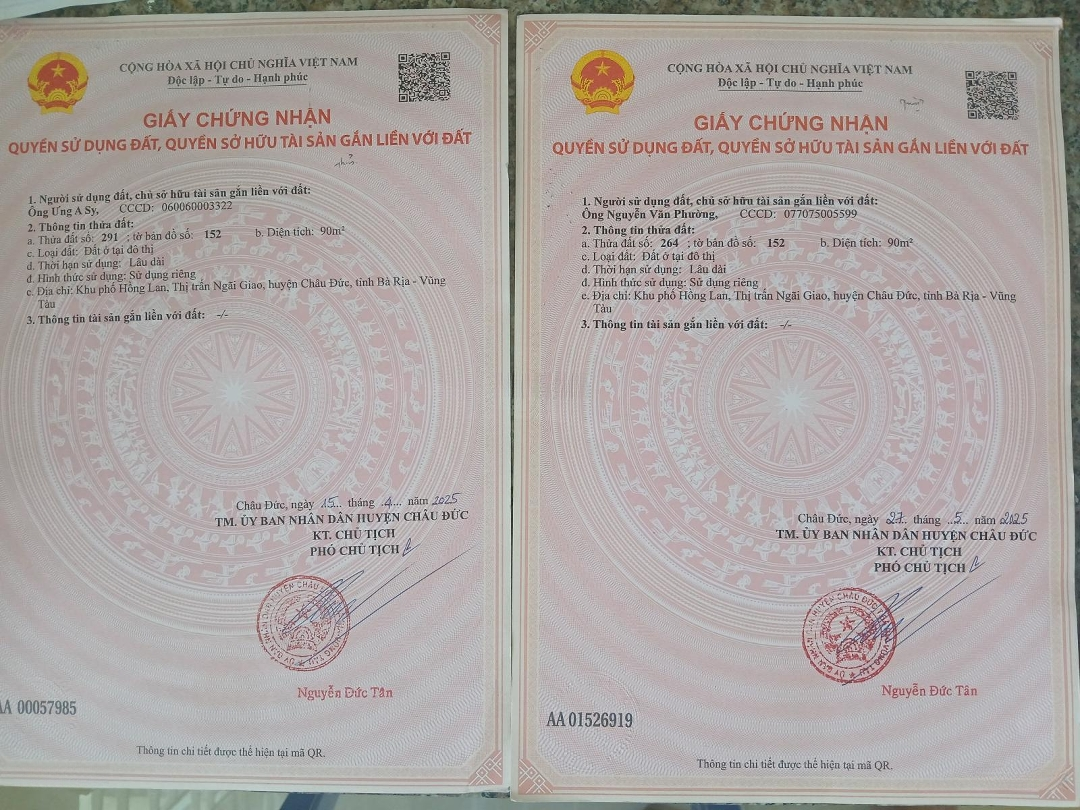 CỘNG HÒA XÃ HỘI CHỦ NGHĨA VIỆT NAM
Độc lập - Tự do - Hạnh phúc
GIẤY CHỨNG NHẬN
QUYỀN SỬ DỤNG ĐẤT, QUYỀN SỞ HỮU TÀI SẢN GẮN LIỀN VỚI ĐẤT
1. Người sử dụng đất, chủ sở hữu tài sản gắn liền với đất:
Ông Ưng A Sy, CCCD: 060060003322
2. Thông tin thửa đất:
a. Thửa đất số: 291 ; tờ bản đồ số: 152 b. Diện tích: 90m²
c. Loại đất: Đất ở tại đô thị
d. Thời hạn sử dụng: Lâu dài
đ. Hình thức sử dụng: Sử dụng riêng
e. Địa chỉ: Khu phố Hồng Lan, Thị trấn Ngãi Giao, huyện Châu Đức, tỉnh Bà Rịa - Vũng
Tàu
3. Thông tin tài sản gắn liền với đất: -/-
Châu Đức, ngày 15 tháng 4 năm 2025
TM. ỦY BAN NHÂN DÂN HUYỆN CHÂU ĐỨC
KT. CHỦ TỊCH
PHÓ CHỦ TỊCH
Nguyễn Đức Tân
AA 00057985
Thông tin chi tiết được thể hiện tại mã QR.
CỘNG HÒA XÃ HỘI CHỦ NGHĨA VIỆT NAM
Độc lập - Tự do - Hạnh phúc
GIẤY CHỨNG NHẬN
QUYỀN SỬ DỤNG ĐẤT, QUYỀN SỞ HỮU TÀI SẢN GẮN LIỀN VỚI ĐẤT
1. Người sử dụng đất, chủ sở hữu tài sản gắn liền với đất:
Ông Nguyễn Văn Phường, CCCD: 077075005599
2. Thông tin thửa đất:
a. Thửa đất số: 264 ; tờ bản đồ số: 152 b. Diện tích: 90m²
c. Loại đất: Đất ở tại đô thị
d. Thời hạn sử dụng: Lâu dài
đ. Hình thức sử dụng: Sử dụng riêng
e. Địa chỉ: Khu phố Hồng Lan, Thị trấn Ngãi Giao, huyện Châu Đức, tỉnh Bà Rịa - Vũng
Tàu
3. Thông tin tài sản gắn liền với đất: -/-
Châu Đức, ngày 27 tháng 5 năm 2025
TM. ỦY BAN NHÂN DÂN HUYỆN CHÂU ĐỨC
KT. CHỦ TỊCH
PHÓ CHỦ TỊCH
Nguyễn Đức Tân
AA 01526919
Thông tin chi tiết được thể hiện tại mã QR.